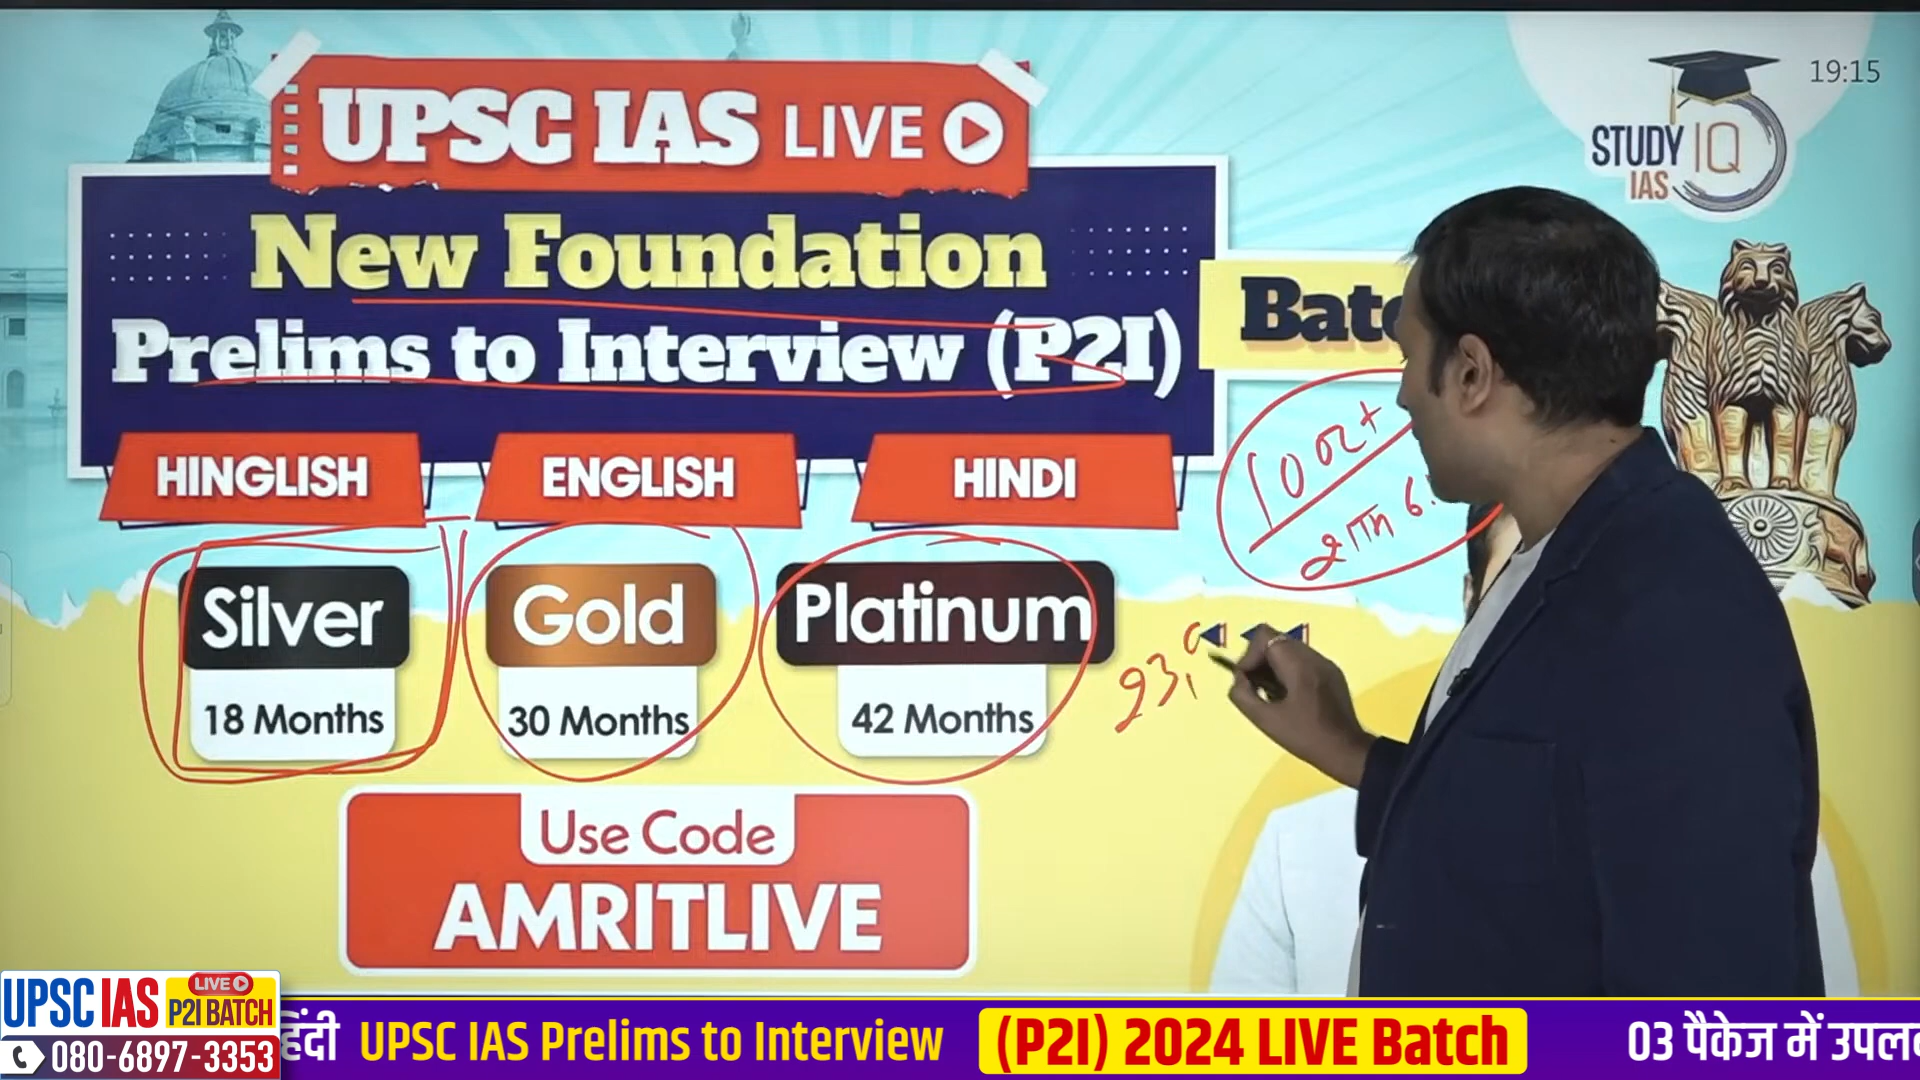 19:15
STUDY IQ
IAS
UPSC IAS LIVE
New Foundation
Prelims to Interview (P2I)
HINGLISH
ENGLISH
HINDI
Silver
Gold
Platinum
18 Months
30 Months
42 Months
23,
Use Code
AMRITLIVE
LIVE
UPSC IAS P2I BATCH
080-6897-3353
हिंदी UPSC IAS Prelims to Interview (P2I) 2024 LIVE Batch 03 पैकेज में